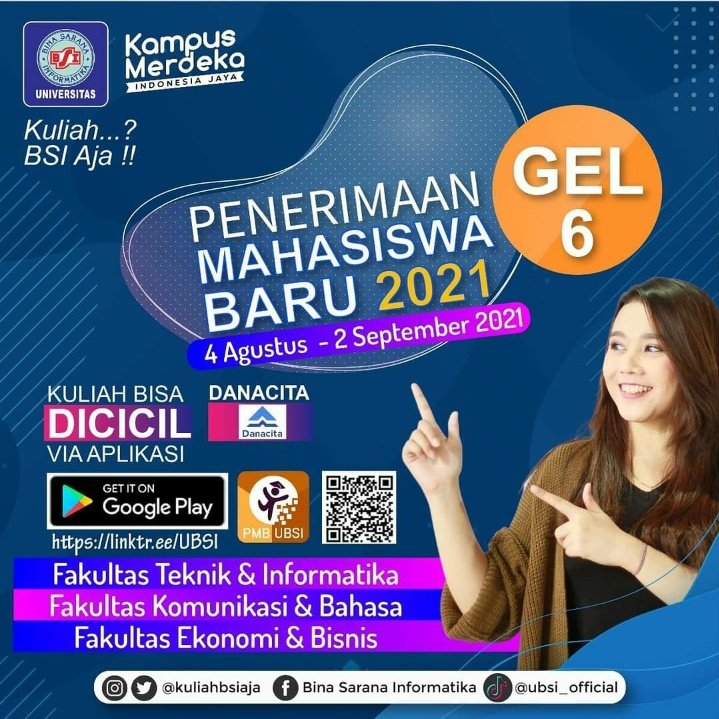 BINA SARANA
BSI
INFORMATIKA
UNIVERSITAS
Kampus
Merdeka
INDONESIA JAYA
Kuliah...?
BSI Aja !!
PENERIMAAN
MAHASISWA
BARU 2021
GEL
6
4 Agustus - 2 September 2021
KULIAH BISA
DICICIL
VIA APLIKASI
DANACITA
Danacita
GET IT ON
Google Play
PMB UBSI
https://linktr.ee/UBSI
Fakultas Teknik & Informatika
Fakultas Komunikasi & Bahasa
Fakultas Ekonomi & Bisnis
@kuliahbsiaja
Bina Sarana Informatika
@ubsi_official